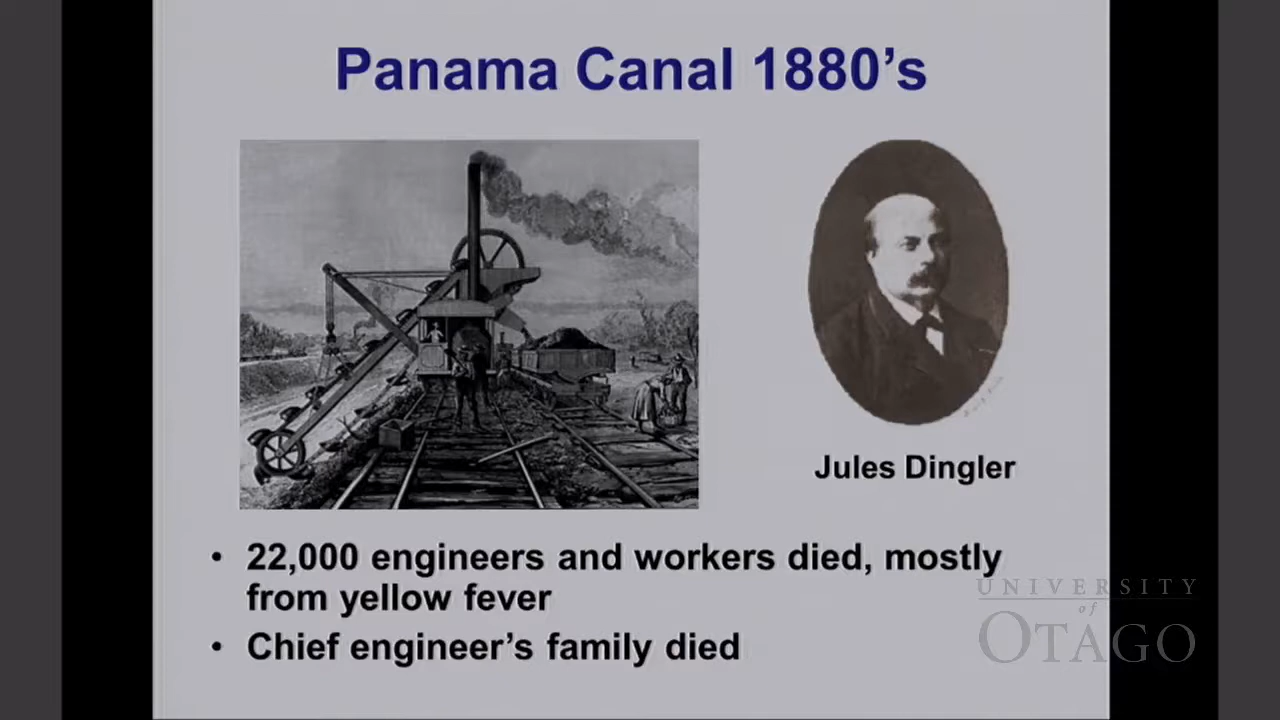 Panama Canal 1880's
Jules Dingler
• 22,000 engineers and workers died, mostly
from yellow fever
• Chief engineer's family died
UNIVERSITY
of
OTAGO